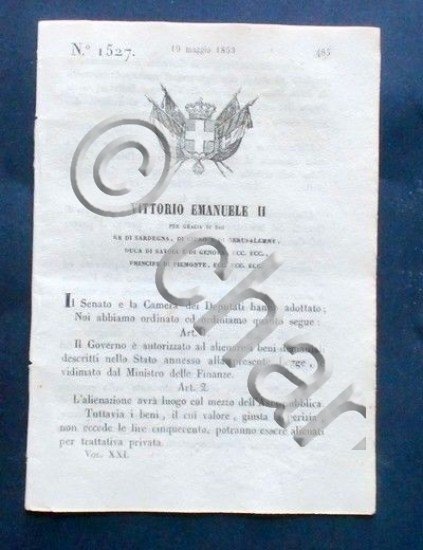 N.° 1527.
19 maggio 1853
485
VITTORIO EMANUELE II
PER GRAZIA DI DIO
RE DI SARDEGNA, DI CIPRO E DI GERUSALEMME,
DUCA DI SAVOIA E DI GENOVA, ECC. ECC.,
PRINCIPE DI PIEMONTE, ECC. ECC. ECC.
Il Senato e la Camera dei Deputati hanno adottato;
Noi abbiamo ordinato ed ordiniamo quanto segue:
Art.
Il Governo è autorizzato ad alienare i beni demaniali
descritti nello Stato annesso alla presente Legge,
vidimato dal Ministro delle Finanze.
Art. 2.
L'alienazione avrà luogo col mezzo dell'Asta pubblica.
Tuttavia i beni, il cui valore, giusta la perizia,
non eccede le lire cinquecento, potranno essere alienati
per trattativa privata.
Vol. XXI.
© Char